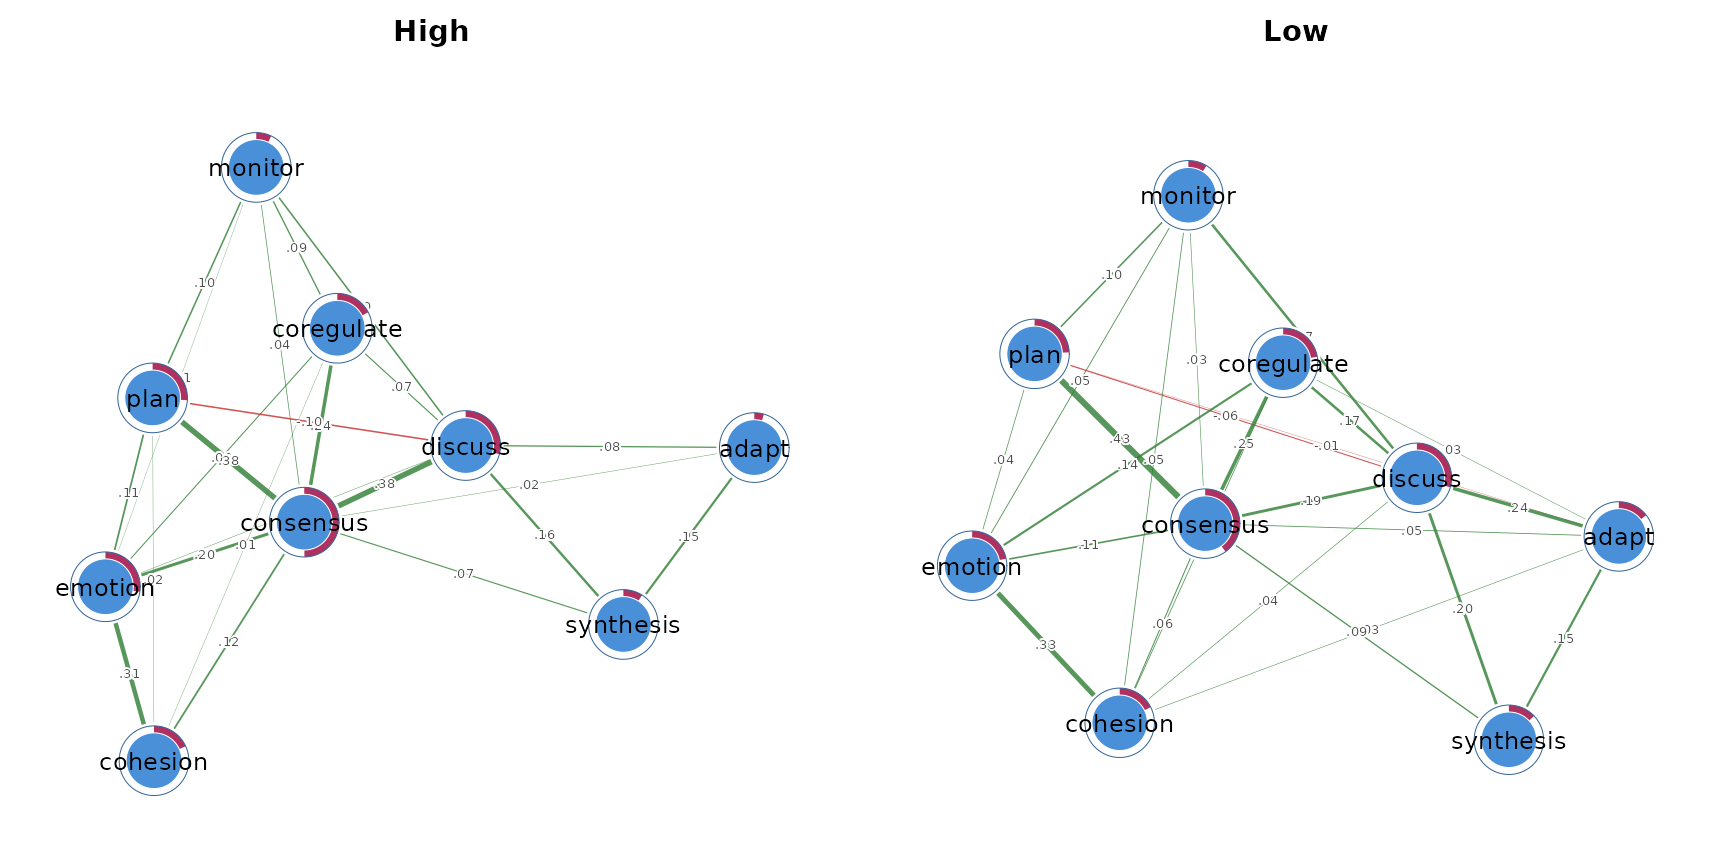 High
Low
monitor
.09
.10
coregulate
.04
.07
plan
-.10
discuss
.08
adapt
.38
.38
.02
.11
consensus
.20
.01
.16
.15
.02
emotion
.07
.31
.12
synthesis
cohesion
monitor
.10
.03
plan
coregulate
.05
-.06
.17
.43
.25
-.01
.03
.04
.14
.05
discuss
.19
.24
consensus
.05
adapt
.11
emotion
.04
.20
.06
.09
.15
.33
cohesion
synthesis